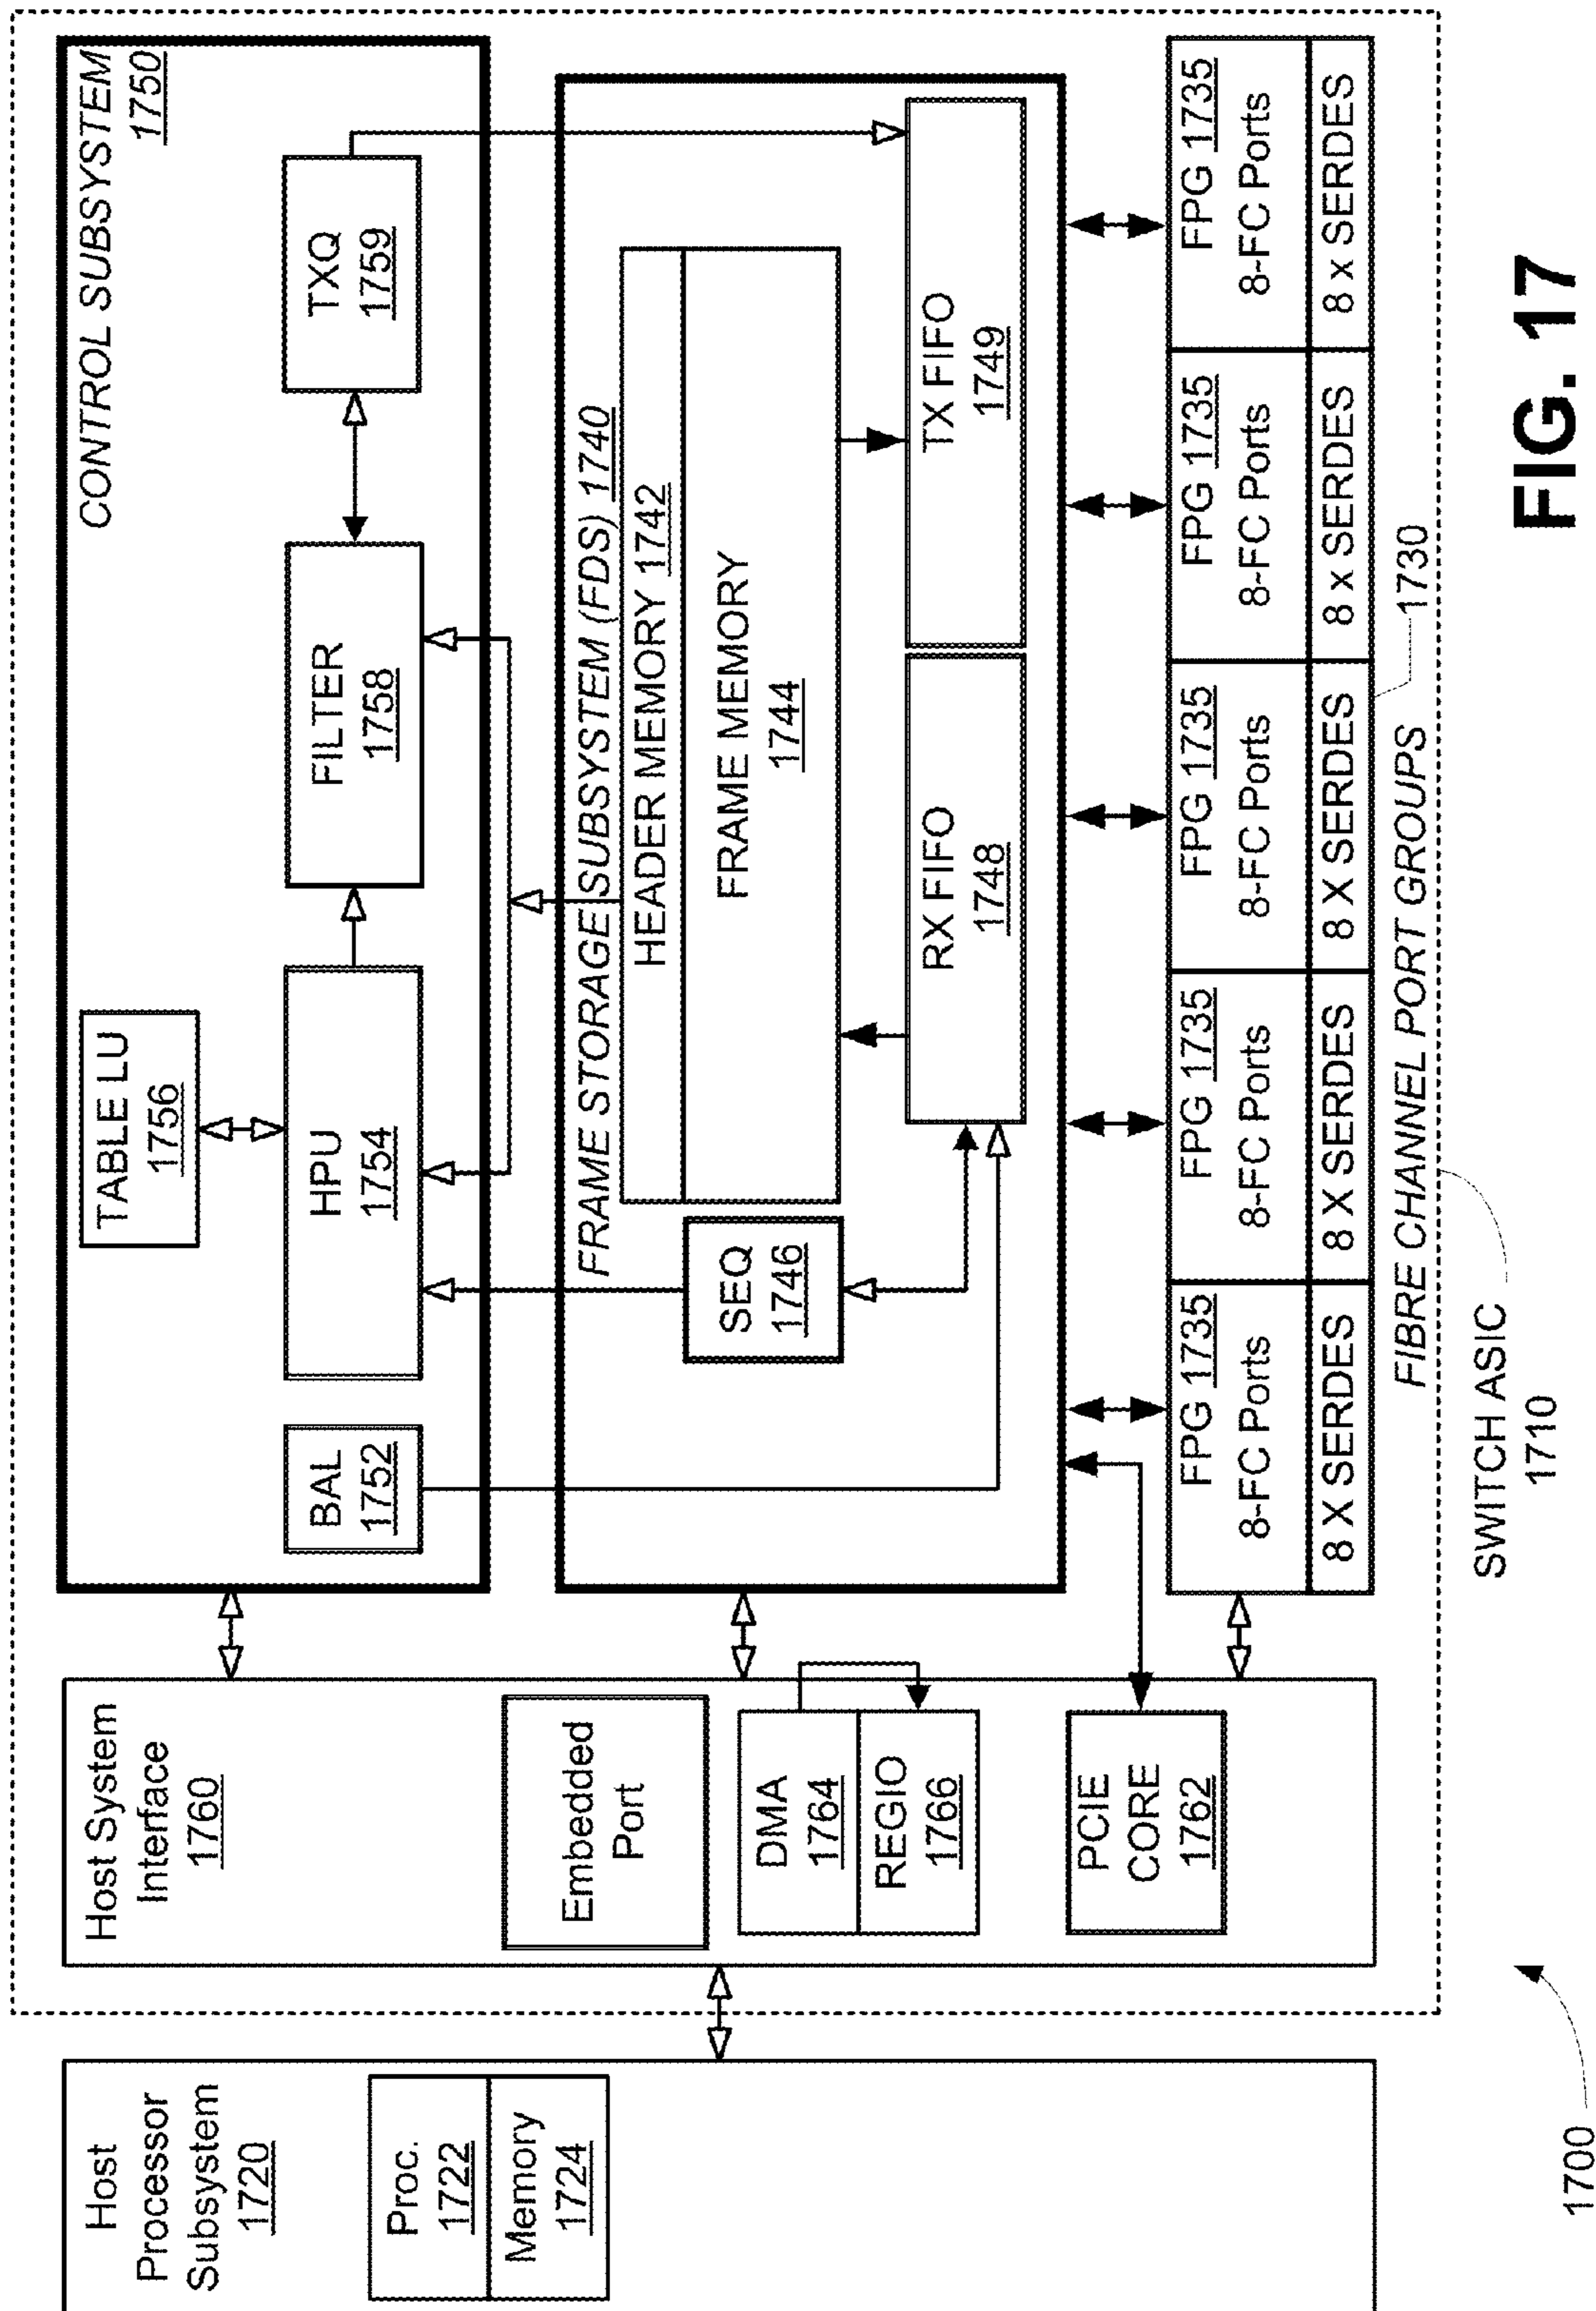 Host
Processor
Subsystem
1720
Proc.
1722
Memory
1724
Host System
Interface
1760
Embedded
Port
DMA
1764
REGIO
1766
PCIE
CORE
1762
CONTROL SUBSYSTEM
1750
BAL
1752
TABLE LU
1756
HPU
1754
FILTER
1758
TXQ
1759
FRAME STORAGE SUBSYSTEM (FDS) 1740
HEADER MEMORY 1742
FRAME MEMORY
1744
SEQ
1746
RX FIFO
1748
TX FIFO
1749
FPG 1735
8-FC Ports
8 X SERDES
FPG 1735
8-FC Ports
8 X SERDES
FPG 1735
8-FC Ports
8 X SERDES
FPG 1735
8-FC Ports
8 x SERDES
FPG 1735
8-FC Ports
8 x SERDES
FIBRE CHANNEL PORT GROUPS
1730
SWITCH ASIC
1710
1700
FIG. 17